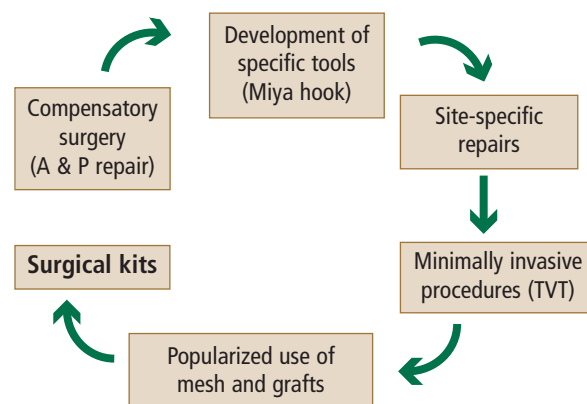 Compensatory
surgery
(A & P repair)
Development of
specific tools
(Miya hook)
Site-specific
repairs
Minimally invasive
procedures (TVT)
Popularized use of
mesh and grafts
Surgical kits